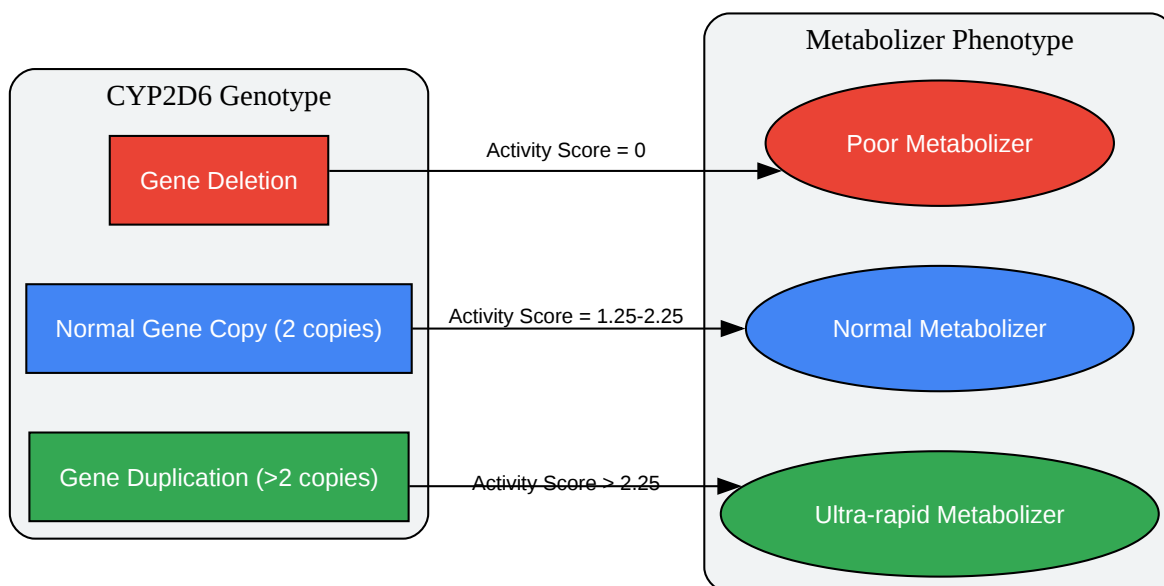 Metabolizer Phenotype
CYP2D6 Genotype
Gene Deletion
Activity Score = 0
Poor Metabolizer
Normal Gene Copy (2 copies)
Activity Score = 1.25-2.25
Normal Metabolizer
Gene Duplication (>2 copies)
Activity Score > 2.25
Ultra-rapid Metabolizer